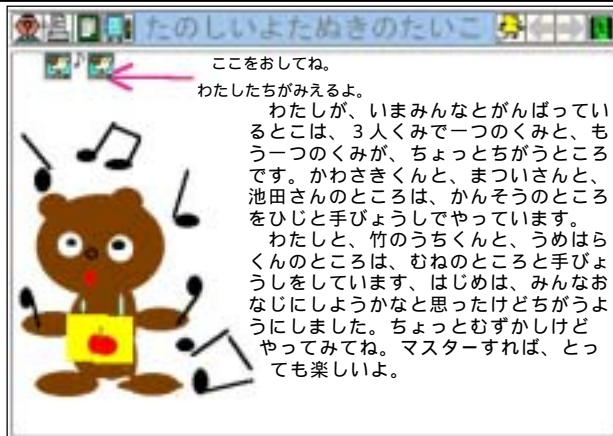 たのしいよたぬきのたいこ
ここをおしてね。
わたしたちがみえるよ。
わたしが、いまみんなとがんばってい
るとこは、3人くみで一つのくみと、も
う一つのくみが、ちょっとちがうところ
です。かわさきくんと、まついさんと、
池田さんのところは、かんそうのところ
をひじと手びょうしでやっています。
わたしと、竹のうちくんと、うめはら
くんのところは、むねのところと手びょ
うしをしています、はじめは、みんなお
なじにしようかなと思ったけどちがうよ
うにしました。ちょっとむずかしけど
やってみてね。マスターすれば、とっ
ても楽しいよ。